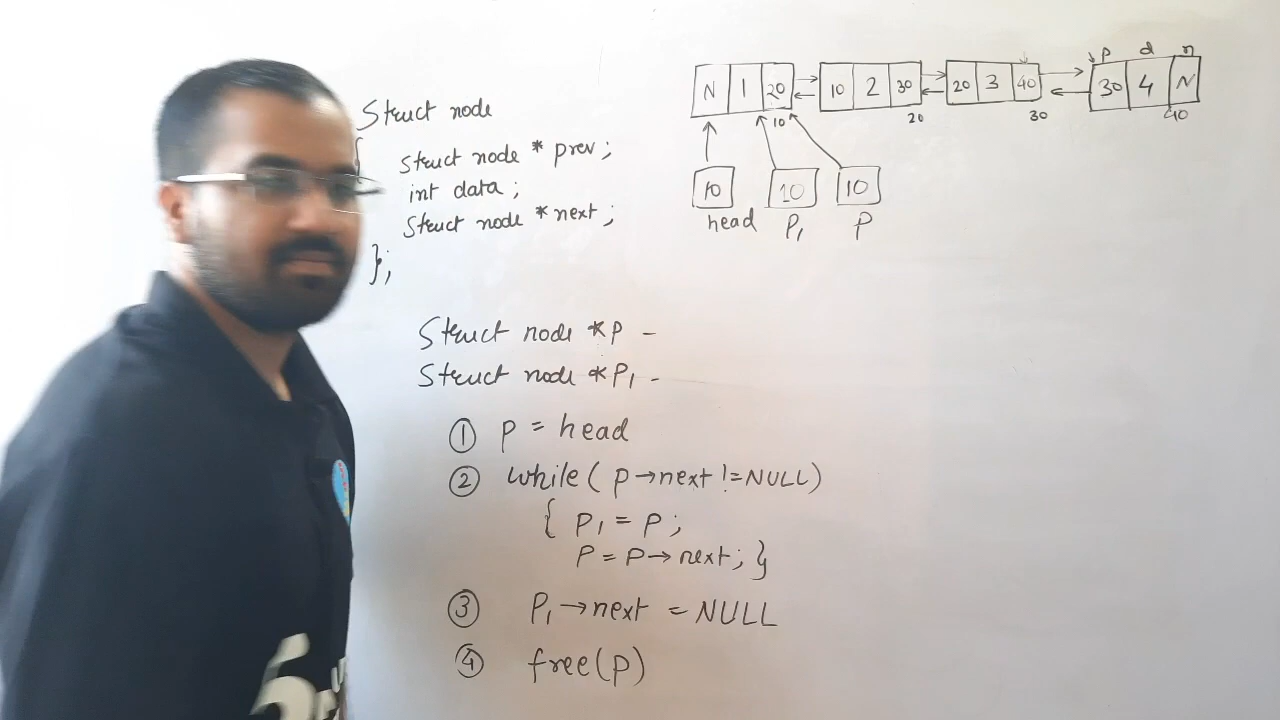 Struct node
{
Struct node * prev ;
int data ;
Struct node * next ;
} ;
p d n
N 1 20 10 2 30 20 3 40 30 4 N
10 20 30 40
10 10 10
head P1 P
Struct node *P -
Struct node *P1 -
① P = head
② while ( P→next != NULL)
{ P1 = P ;
P = P→next ; }
③ P1→next = NULL
④ free(P)